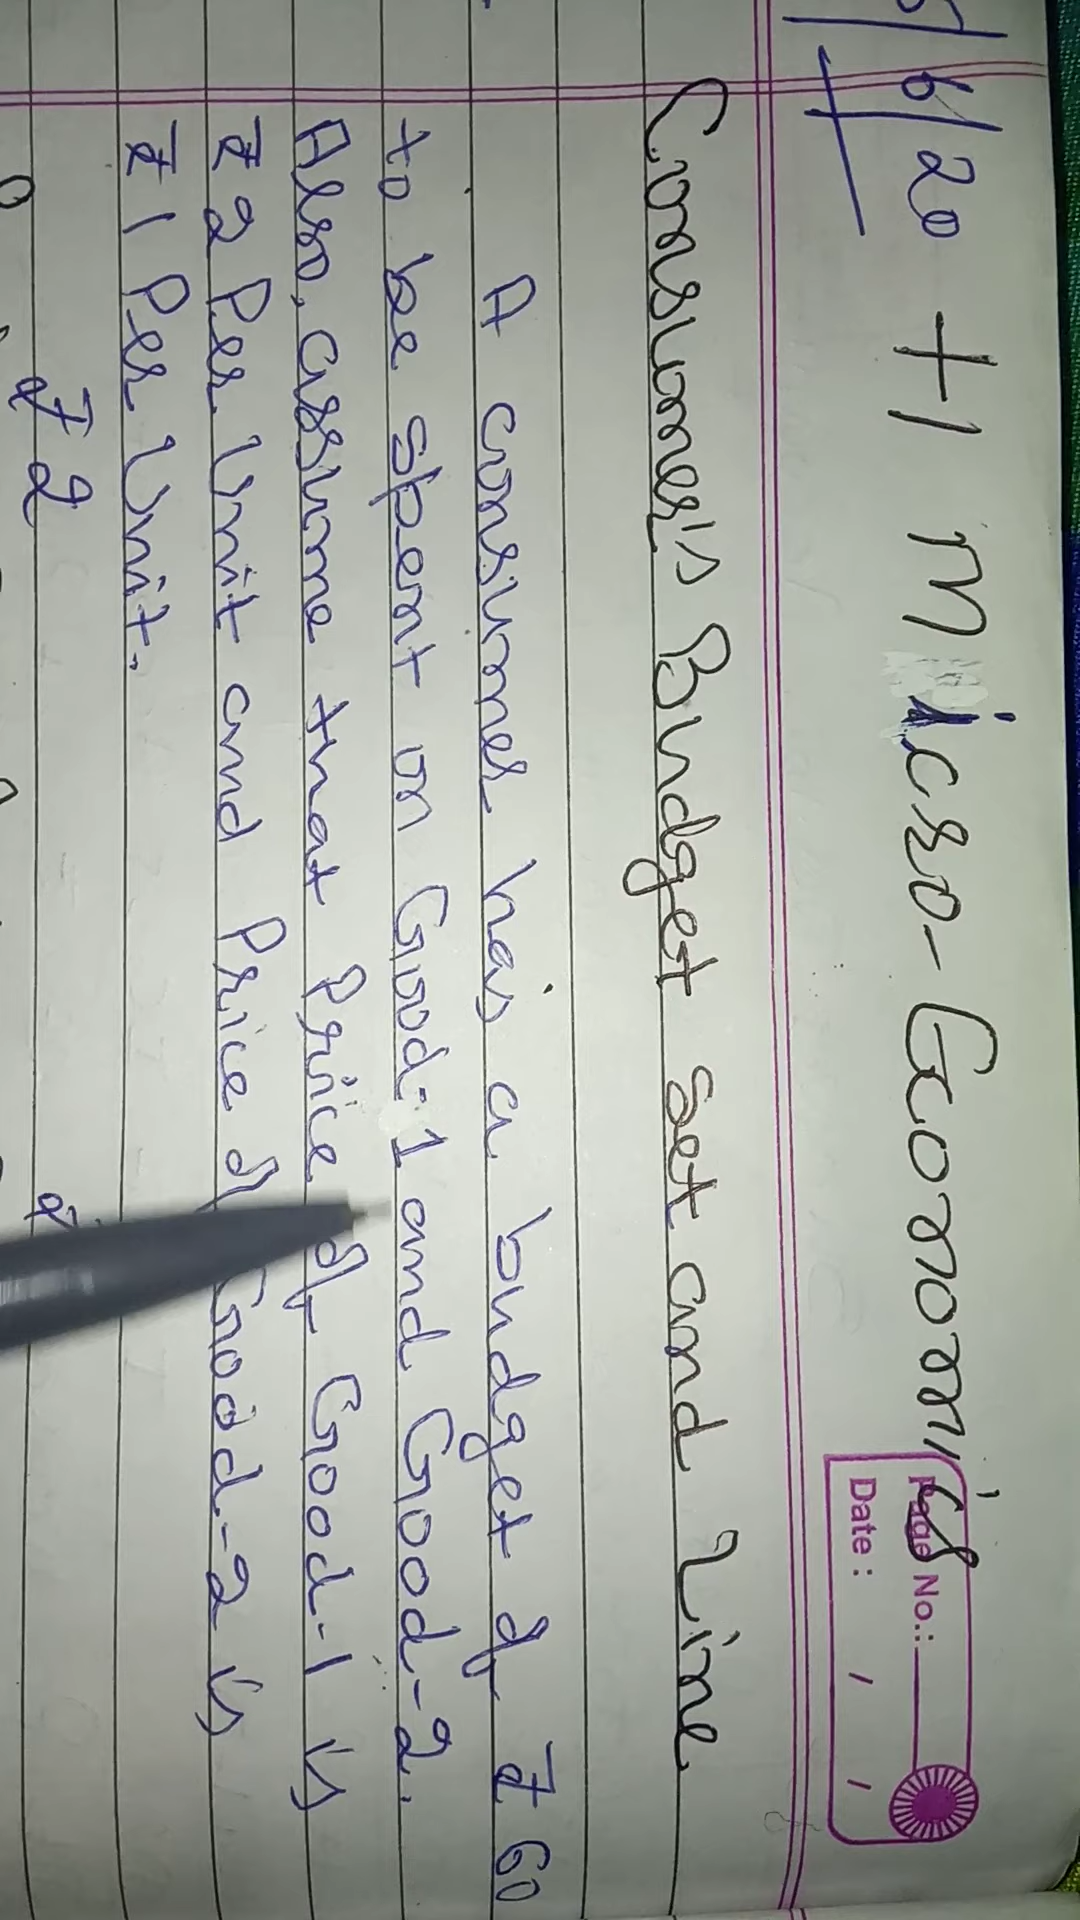 6/20 H Micro-Economics
Page No.:
Date : / /
Consumer's Budget set and Line
A consumer has a budget of ₹ 60
to be spent on Good-1 and Good-2.
Also, assume that Price of Good-1 is
₹ 2 Per Unit and Price of Good-2 is
₹ 1 Per Unit.
₹ 2